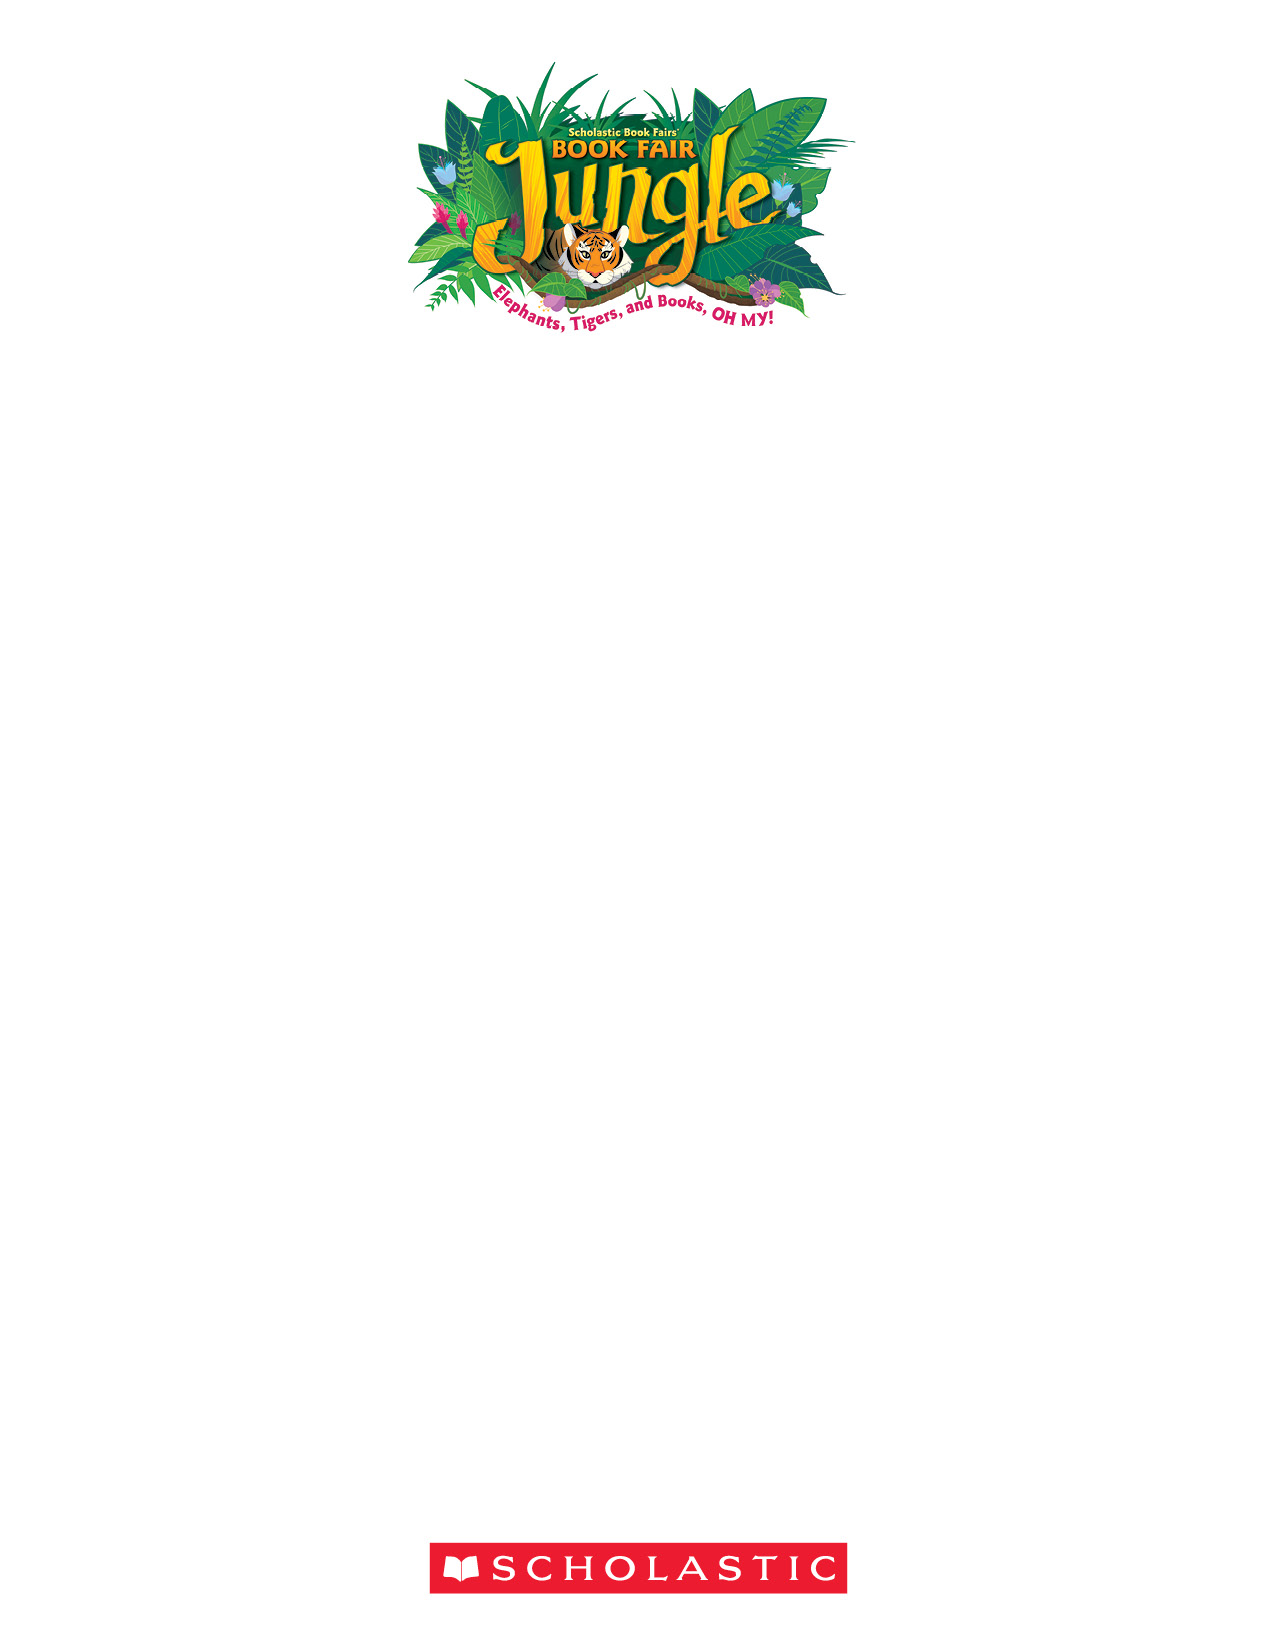 Scholastic Book Fairs®
BOOK FAIR
Jungle
Elephants, Tigers, and Books, OH MY!
SCHOLASTIC